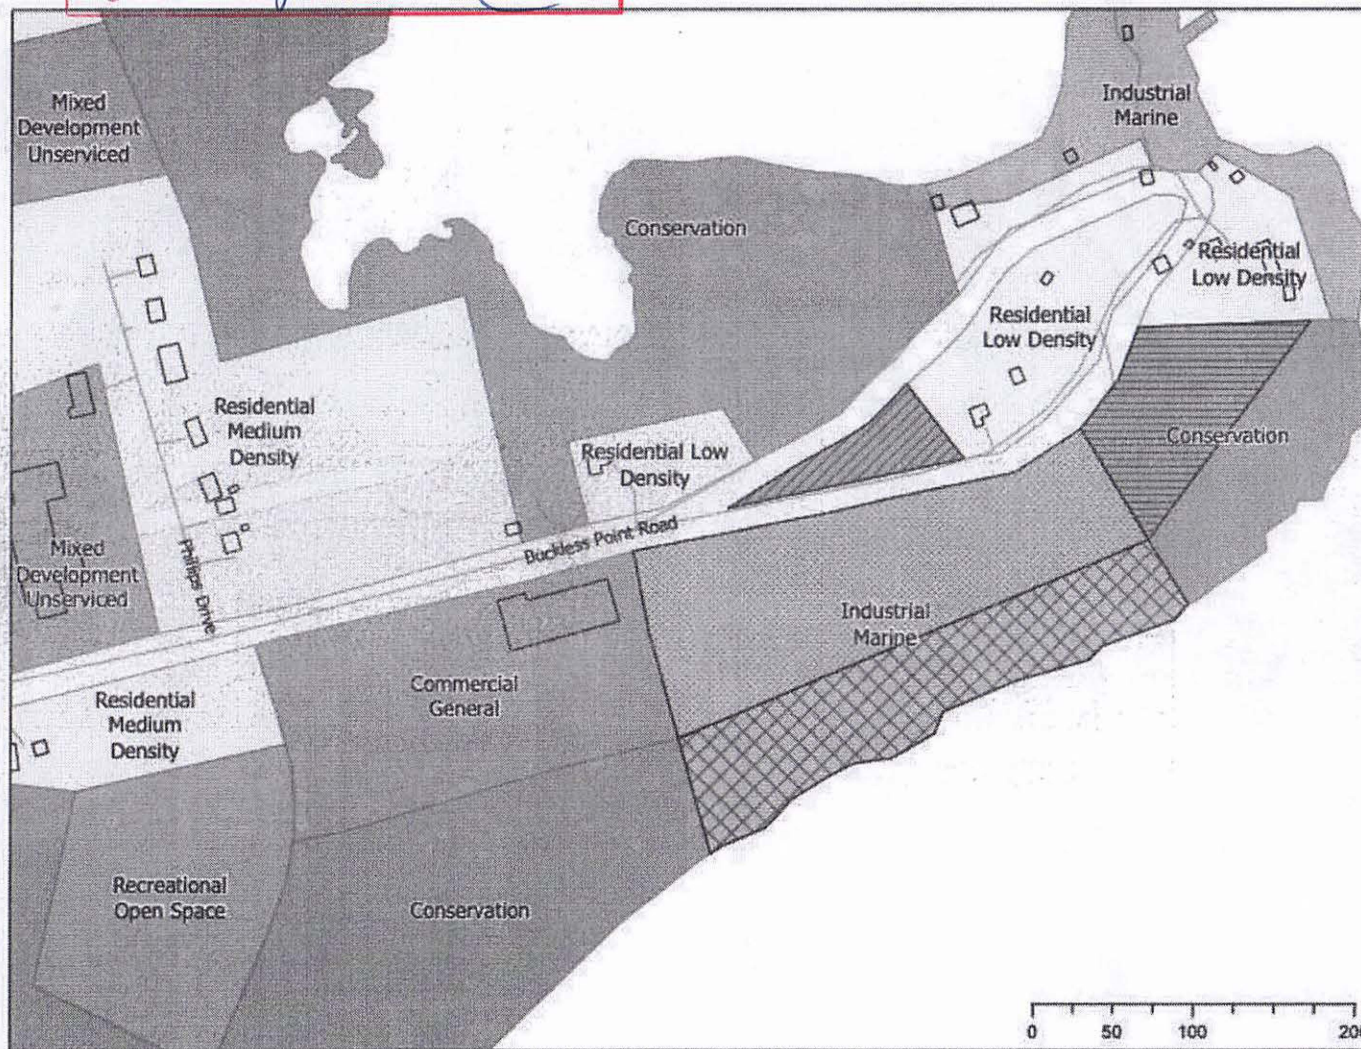 Mixed
Development
Unserviced
Industrial
Marine
Conservation
Residential
Low Density
Residential
Low Density
Residential
Medium
Density
Residential Low
Density
Conservation
Buckless Point Road
Phillips Drive
Mixed
Development
Unserviced
Industrial
Marine
Commercial
General
Residential
Medium
Density
Recreational
Open Space
Conservation
0 50 100